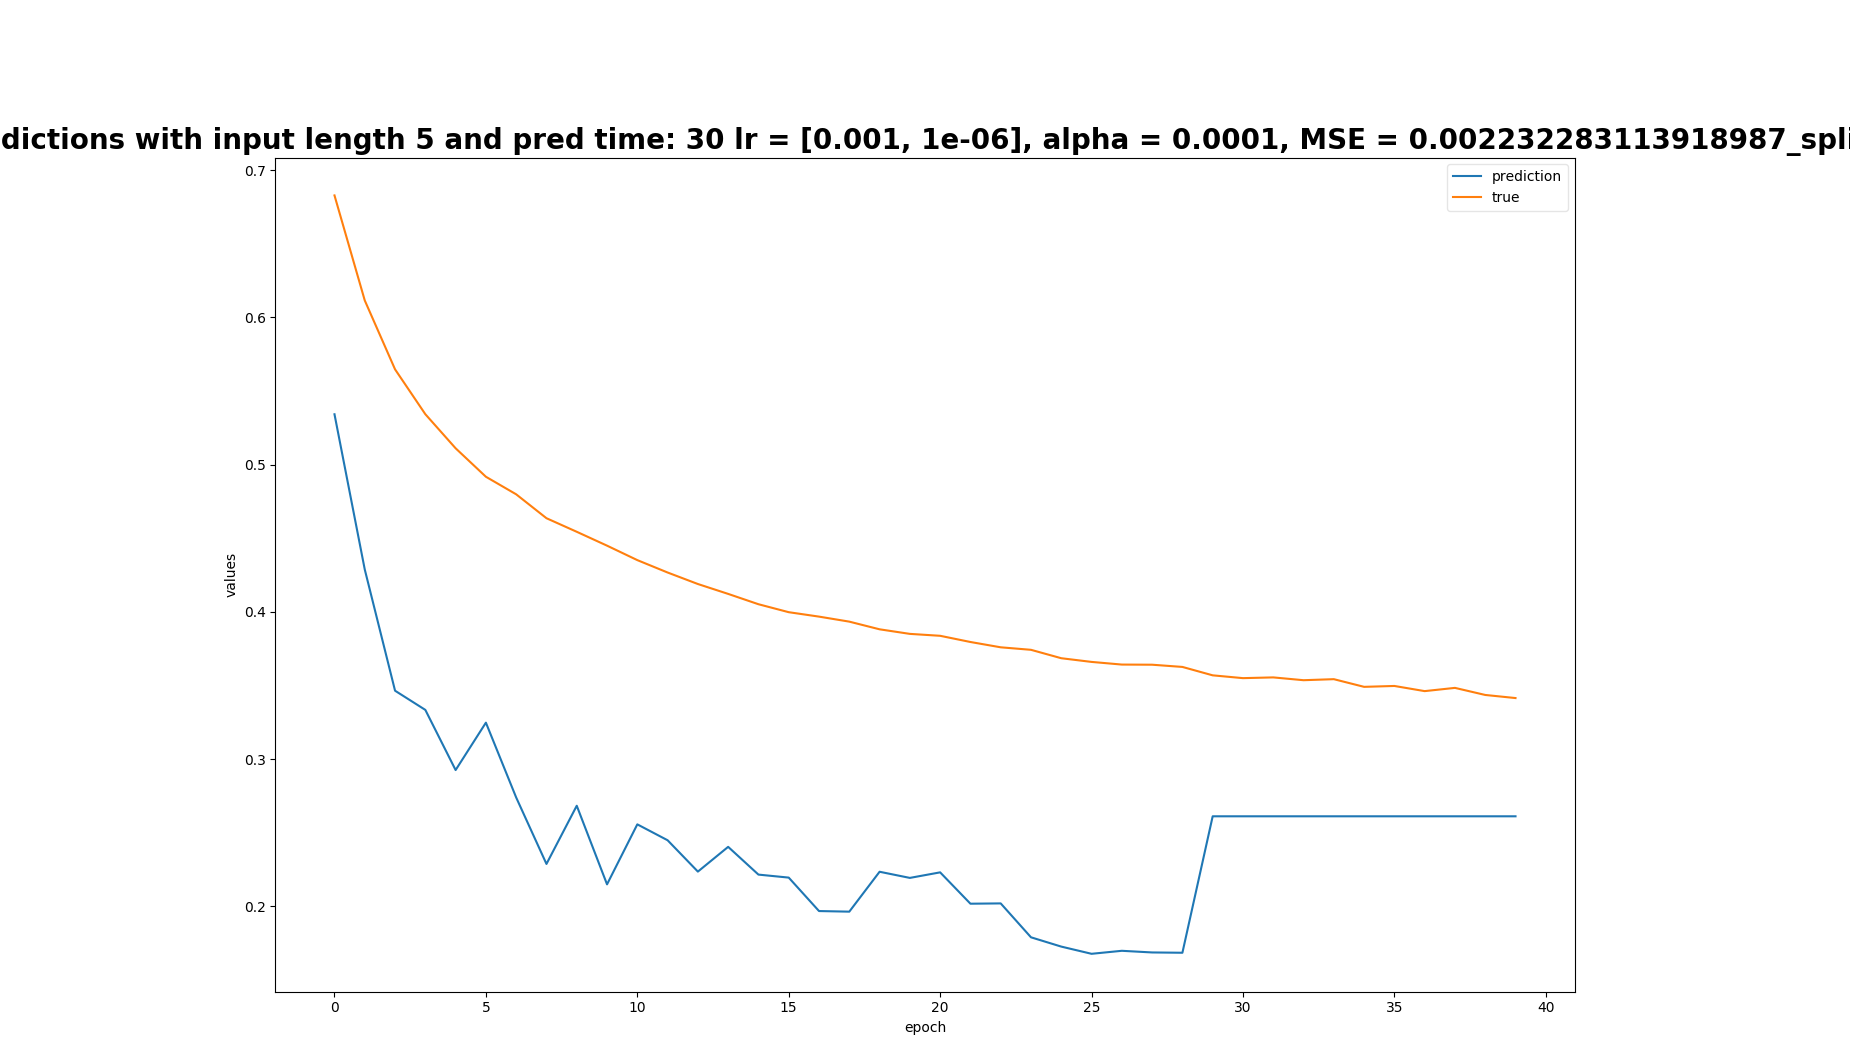 dictions with input length 5 and pred time: 30 lr = [0.001, 1e-06], alpha = 0.0001, MSE = 0.002232283113918987_spli
prediction
true
0.7
0.6
0.5
0.4
0.3
0.2
values
0 5 10 15 20 25 30 35 40
epoch